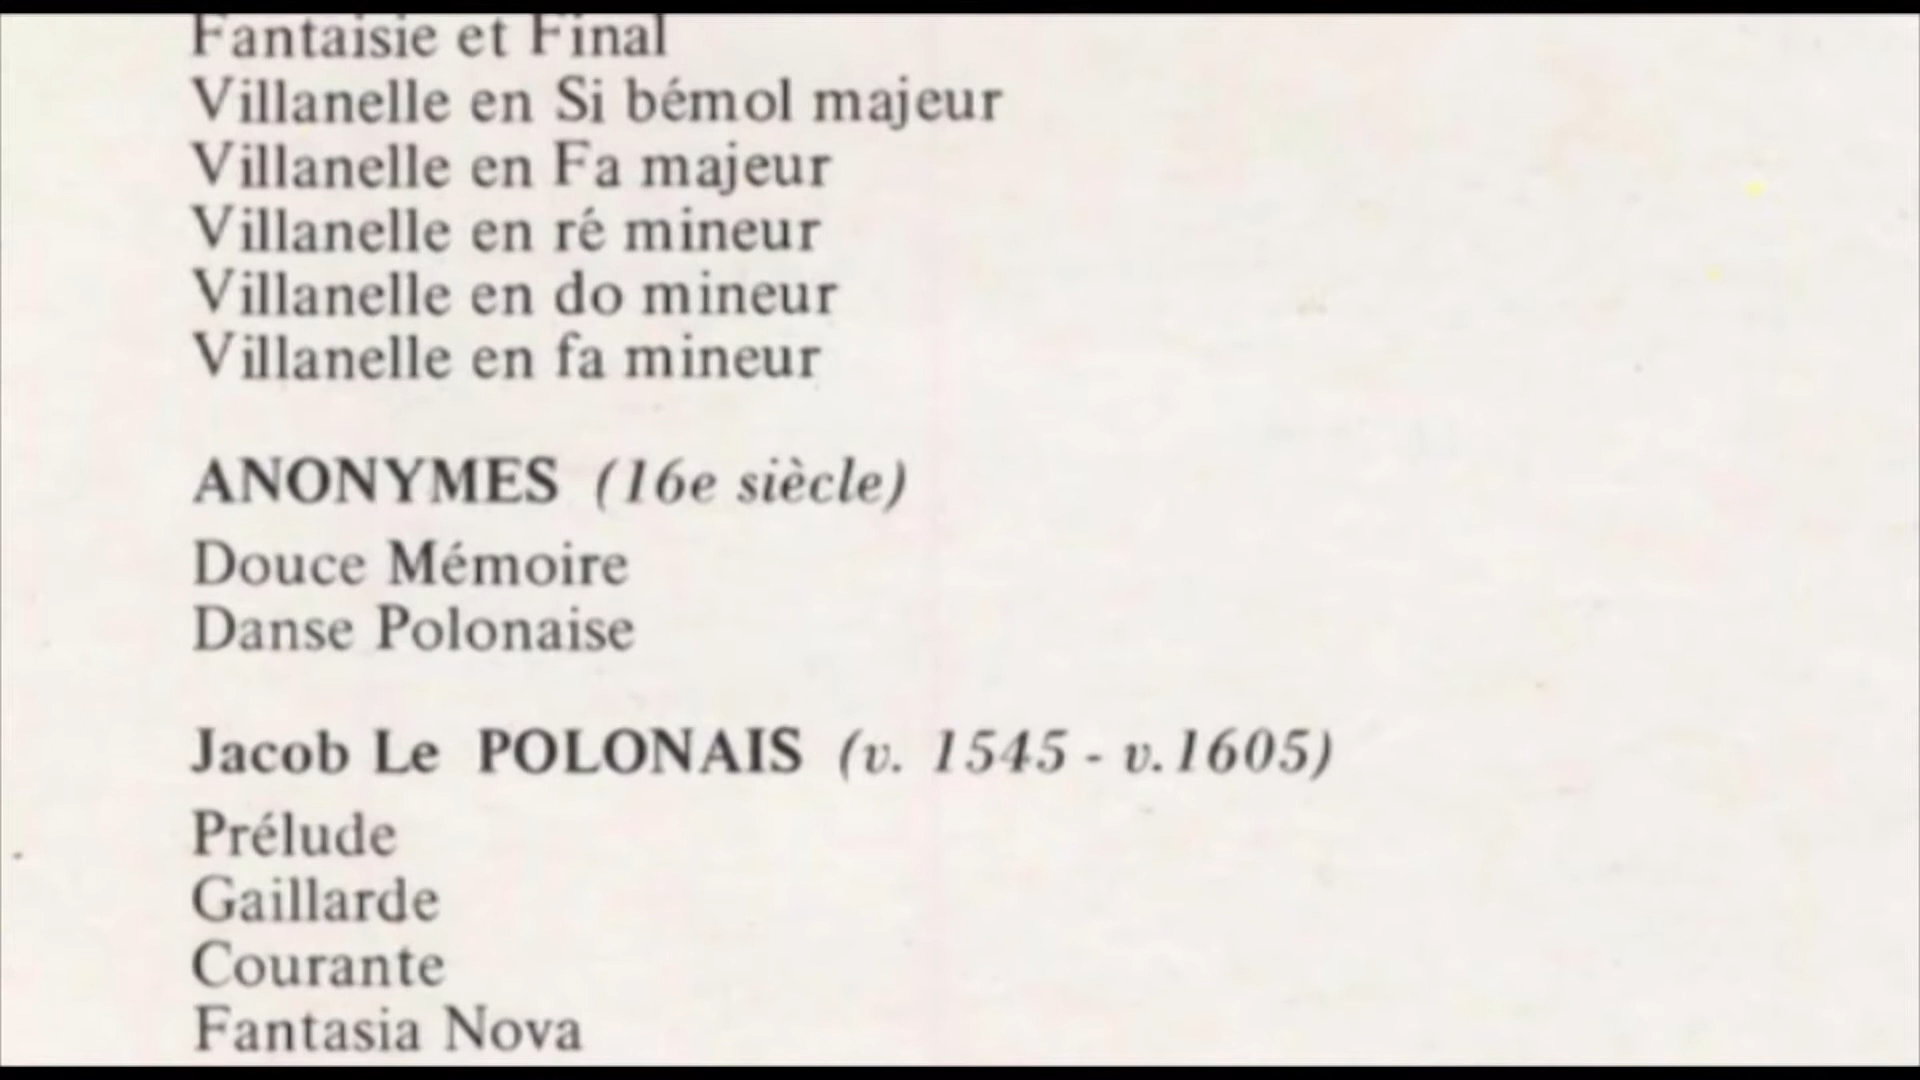 Fantaisie et Final
Villanelle en Si bémol majeur
Villanelle en Fa majeur
Villanelle en ré mineur
Villanelle en do mineur
Villanelle en fa mineur
ANONYMES (16e siècle)
Douce Mémoire
Danse Polonaise
Jacob Le POLONAIS (v. 1545 - v.1605)
Prélude
Gaillarde
Courante
Fantasia Nova